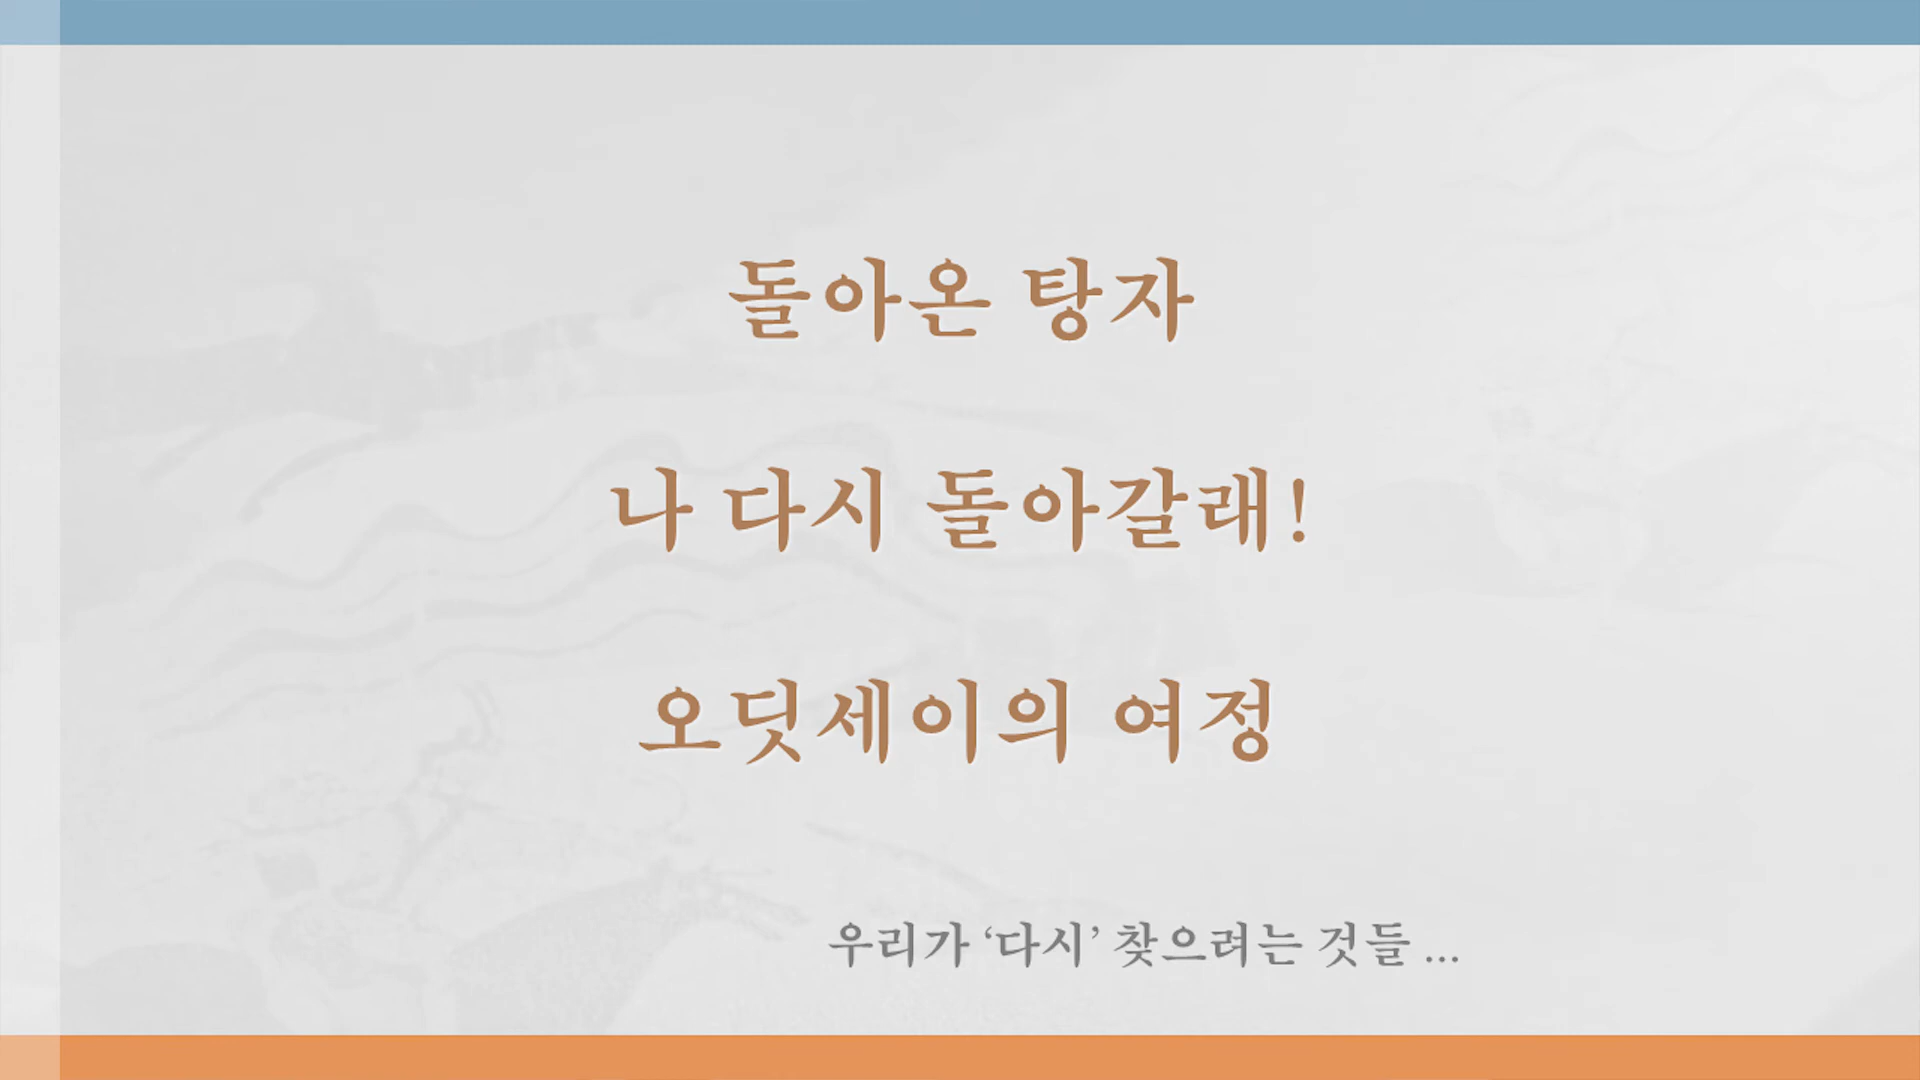 돌아온 탕자
나 다시 돌아갈래!
오딧세이의 여정
우리가 ‘다시’ 찾으려는 것들 ...